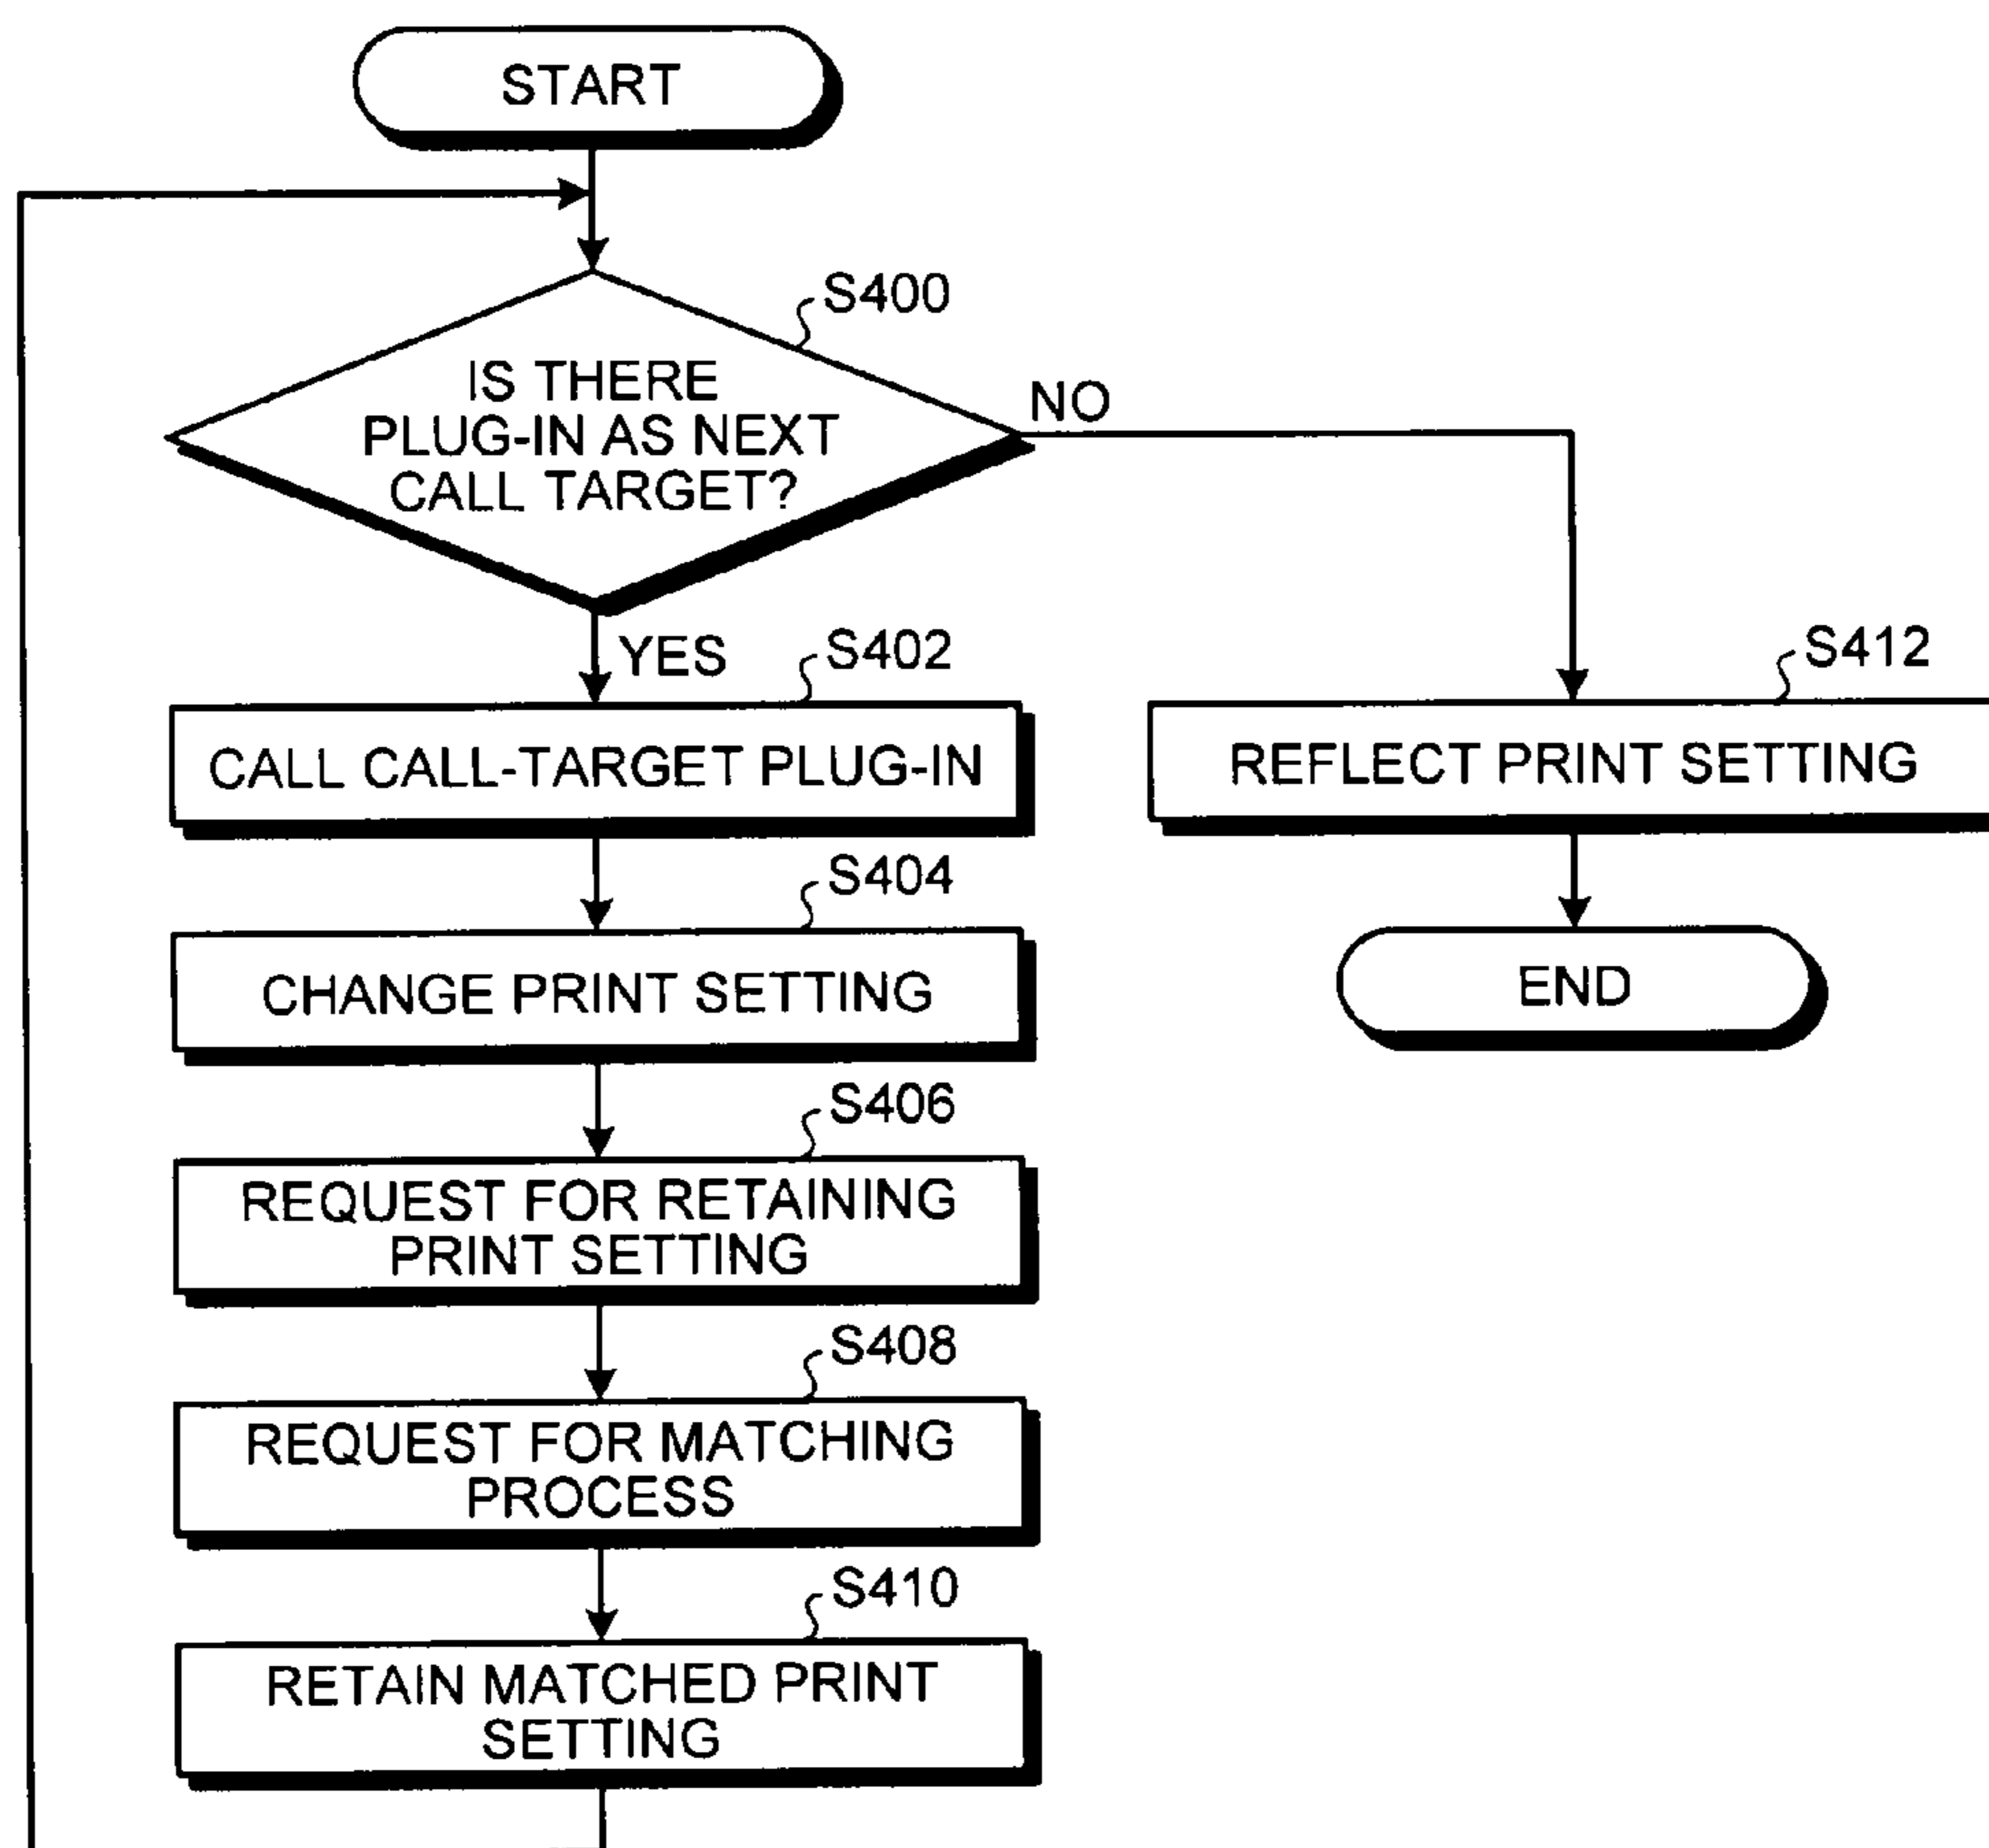 START
S400
IS THERE
PLUG-IN AS NEXT
CALL TARGET?
NO
YES
S402
CALL CALL-TARGET PLUG-IN
S412
REFLECT PRINT SETTING
S404
CHANGE PRINT SETTING
END
S406
REQUEST FOR RETAINING
PRINT SETTING
S408
REQUEST FOR MATCHING
PROCESS
S410
RETAIN MATCHED PRINT
SETTING